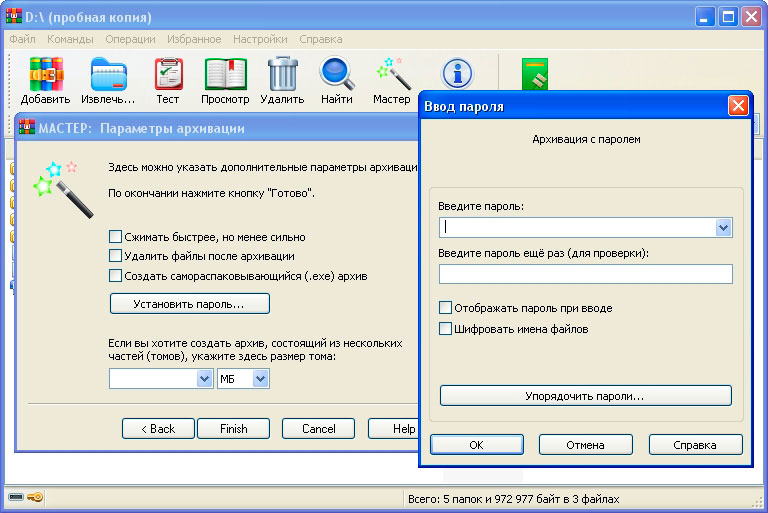 D:\ (пробная копия)
Файл Команды Операции Избранное Настройки Справка
Добавить Извлечь... Тест Просмотр Удалить Найти Мастер
МАСТЕР: Параметры архивации
Здесь можно указать дополнительные параметры архиваци
По окончании нажмите кнопку "Готово".
Сжимать быстрее, но менее сильно
Удалить файлы после архивации
Создать самораспаковывающийся (.exe) архив
Установить пароль...
Если вы хотите создать архив, состоящий из нескольких
частей (томов), укажите здесь размер тома:
МБ
< Back Finish Cancel Help
Ввод пароля
Архивация с паролем
Введите пароль:
Введите пароль ещё раз (для проверки):
Отображать пароль при вводе
Шифровать имена файлов
Упорядочить пароли...
OK Отмена Справка
Всего: 5 папок и 972 977 байт в 3 файлах